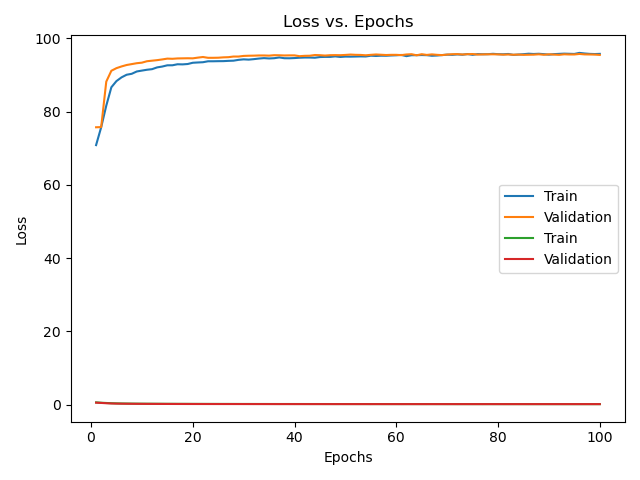 Loss vs. Epochs
100
80
60
40
20
0
Loss
Train
Validation
Train
Validation
0 20 40 60 80 100
Epochs